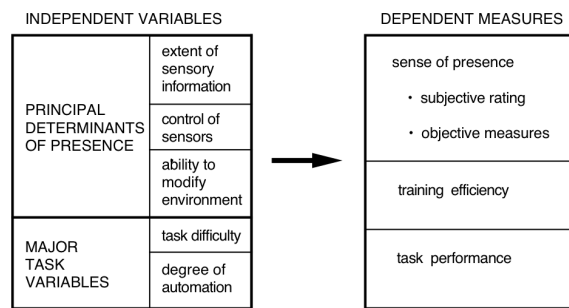 INDEPENDENT VARIABLES
PRINCIPAL
DETERMINANTS
OF PRESENCE
extent of
sensory
information
control of
sensors
ability to
modify
environment
MAJOR
TASK
VARIABLES
task difficulty
degree of
automation
DEPENDENT MEASURES
sense of presence
• subjective rating
• objective measures
training efficiency
task performance